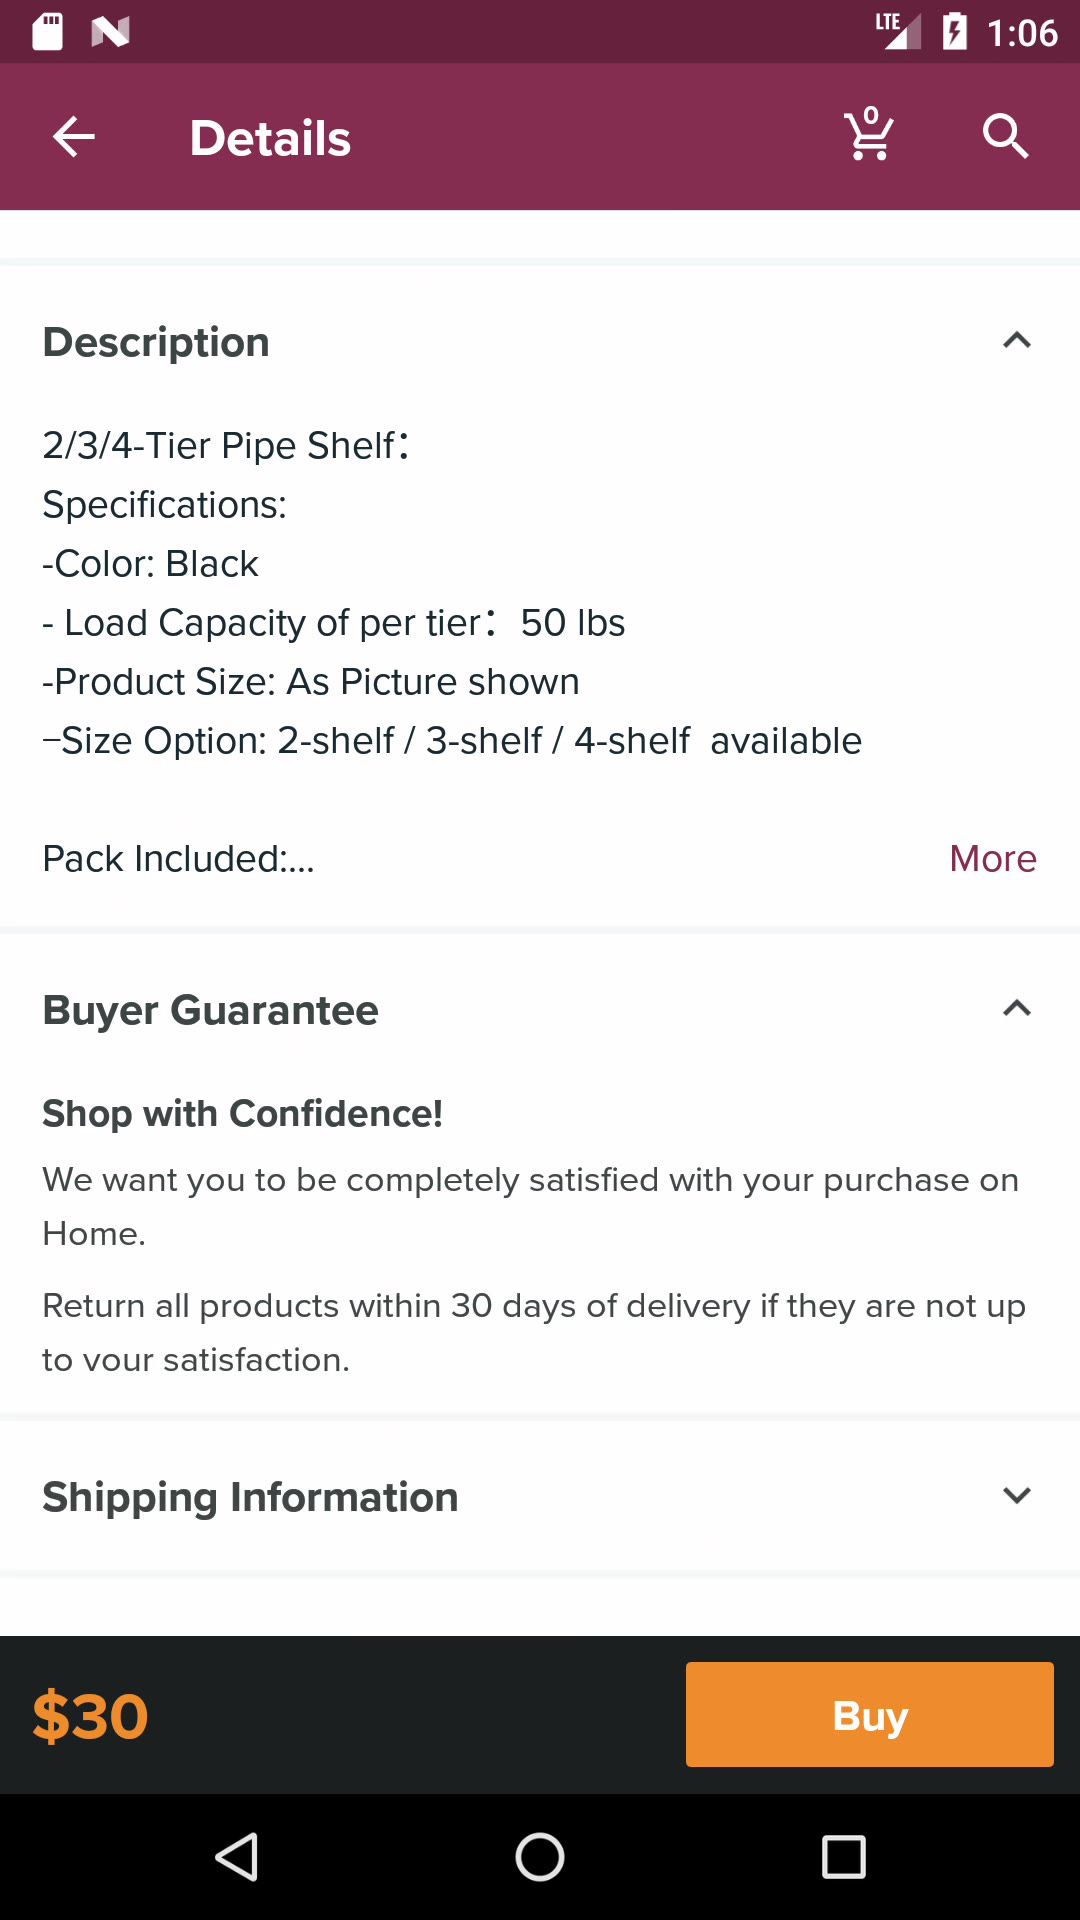 LTE 1:06
Details 0
Description
2/3/4-Tier Pipe Shelf：
Specifications:
-Color: Black
- Load Capacity of per tier：50 lbs
-Product Size: As Picture shown
–Size Option: 2-shelf / 3-shelf / 4-shelf  available
Pack Included:... More
Buyer Guarantee
Shop with Confidence!
We want you to be completely satisfied with your purchase on
Home.
Return all products within 30 days of delivery if they are not up
to your satisfaction.
Shipping Information
$30 Buy